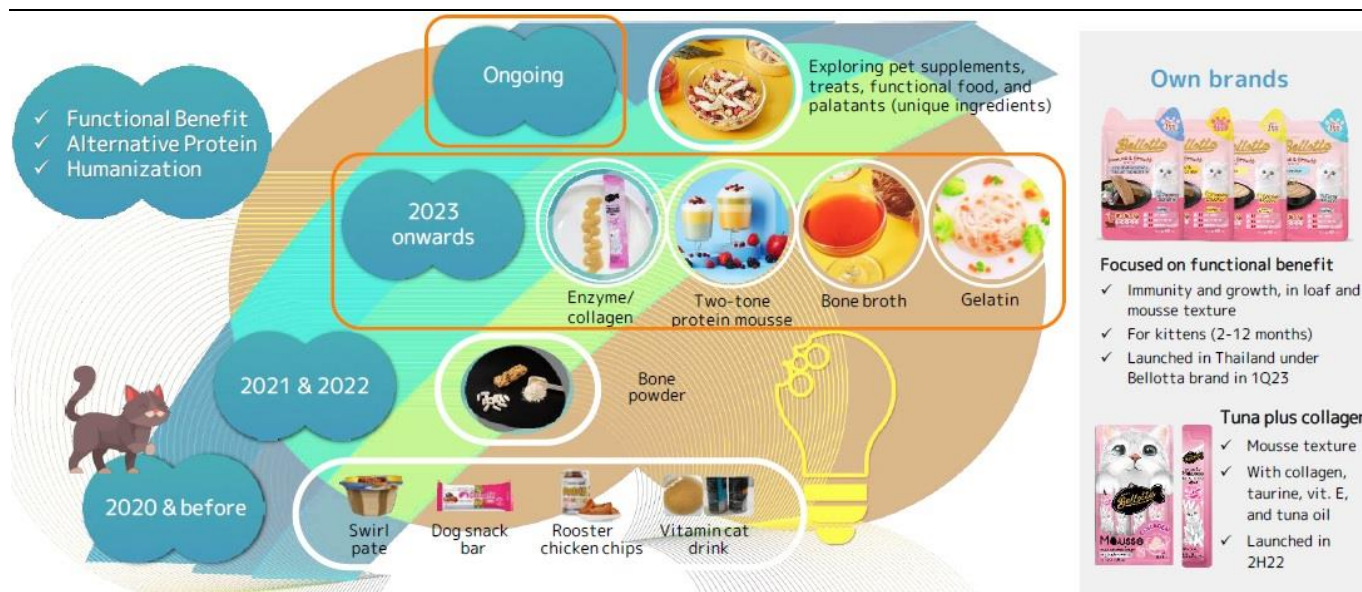 ✓ Functional Benefit
✓ Alternative Protein
✓ Humanization
Ongoing
Exploring pet supplements,
treats, functional food, and
palatants (unique ingredients)
2023
onwards
Enzyme/
collagen
Two-tone
protein mousse
Bone broth
Gelatin
2021 & 2022
Bone
powder
2020 & before
Swirl
pate
Dog snack
bar
Rooster
chicken chips
Vitamin cat
drink
Own brands
Bellotta
Focused on functional benefit
✓ Immunity and growth, in loaf and
mousse texture
✓ For kittens (2-12 months)
✓ Launched in Thailand under
Bellotta brand in 1Q23
Tuna plus collagen
✓ Mousse texture
✓ With collagen,
taurine, vit. E,
and tuna oil
✓ Launched in
2H22
Bellotta
Mousse